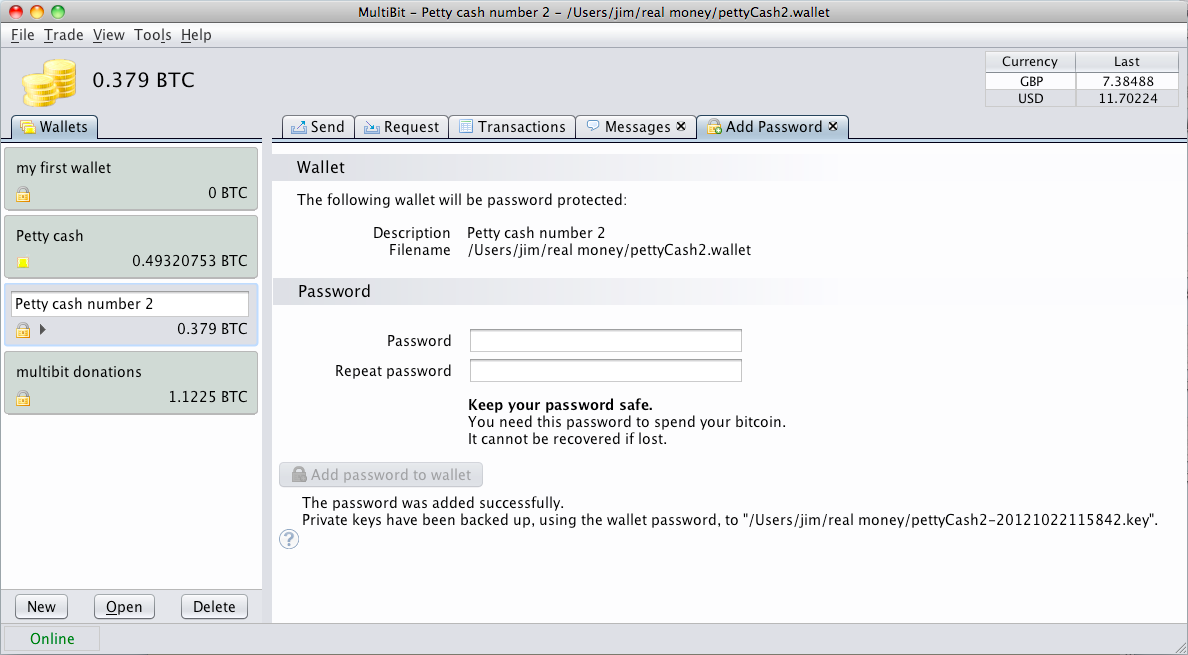 MultiBit - Petty cash number 2 - /Users/jim/real money/pettyCash2.wallet
File Trade View Tools Help
0.379 BTC
Currency Last
GBP 7.38488
USD 11.70224
Wallets
Send Request Transactions Messages Add Password
my first wallet
0 BTC
Petty cash
0.49320753 BTC
Petty cash number 2
0.379 BTC
multibit donations
1.1225 BTC
New Open Delete
Wallet
The following wallet will be password protected:
Description Petty cash number 2
Filename /Users/jim/real money/pettyCash2.wallet
Password
Password
Repeat password
Keep your password safe.
You need this password to spend your bitcoin.
It cannot be recovered if lost.
Add password to wallet
The password was added successfully.
Private keys have been backed up, using the wallet password, to "/Users/jim/real money/pettyCash2-20121022115842.key".
?
Online